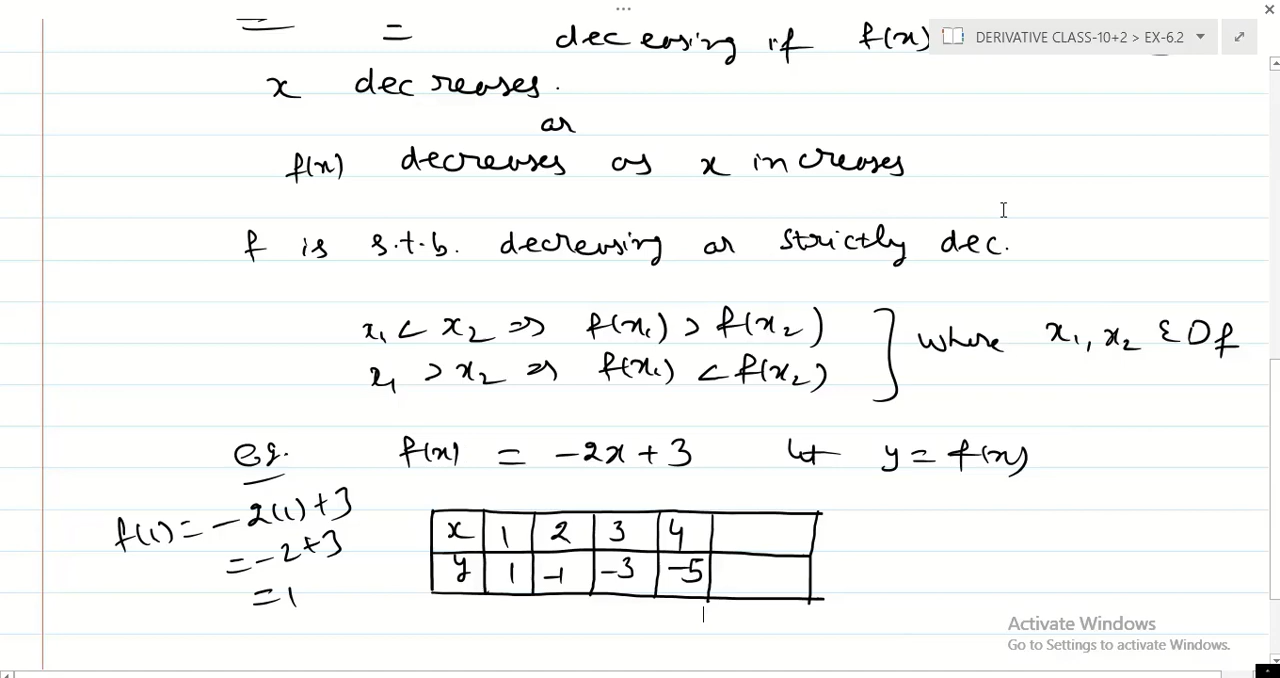 = = decreasing if f(x)
DERIVATIVE CLASS-10+2 > EX-6.2
x decreases.
or
f(x) decreases as x increases
f is s.t.b. decreasing or strictly dec.
x₁ < x₂ ⇒ f(x₁) > f(x₂)
x₁ > x₂ ⇒ f(x₁) < f(x₂) } where x₁, x₂ ∈ Df
eg. f(x) = -2x + 3 let y = f(x)
f(1) = -2(1)+3
= -2+3
= 1
x 1 2 3 4
y 1 -1 -3 -5
Activate Windows
Go to Settings to activate Windows.